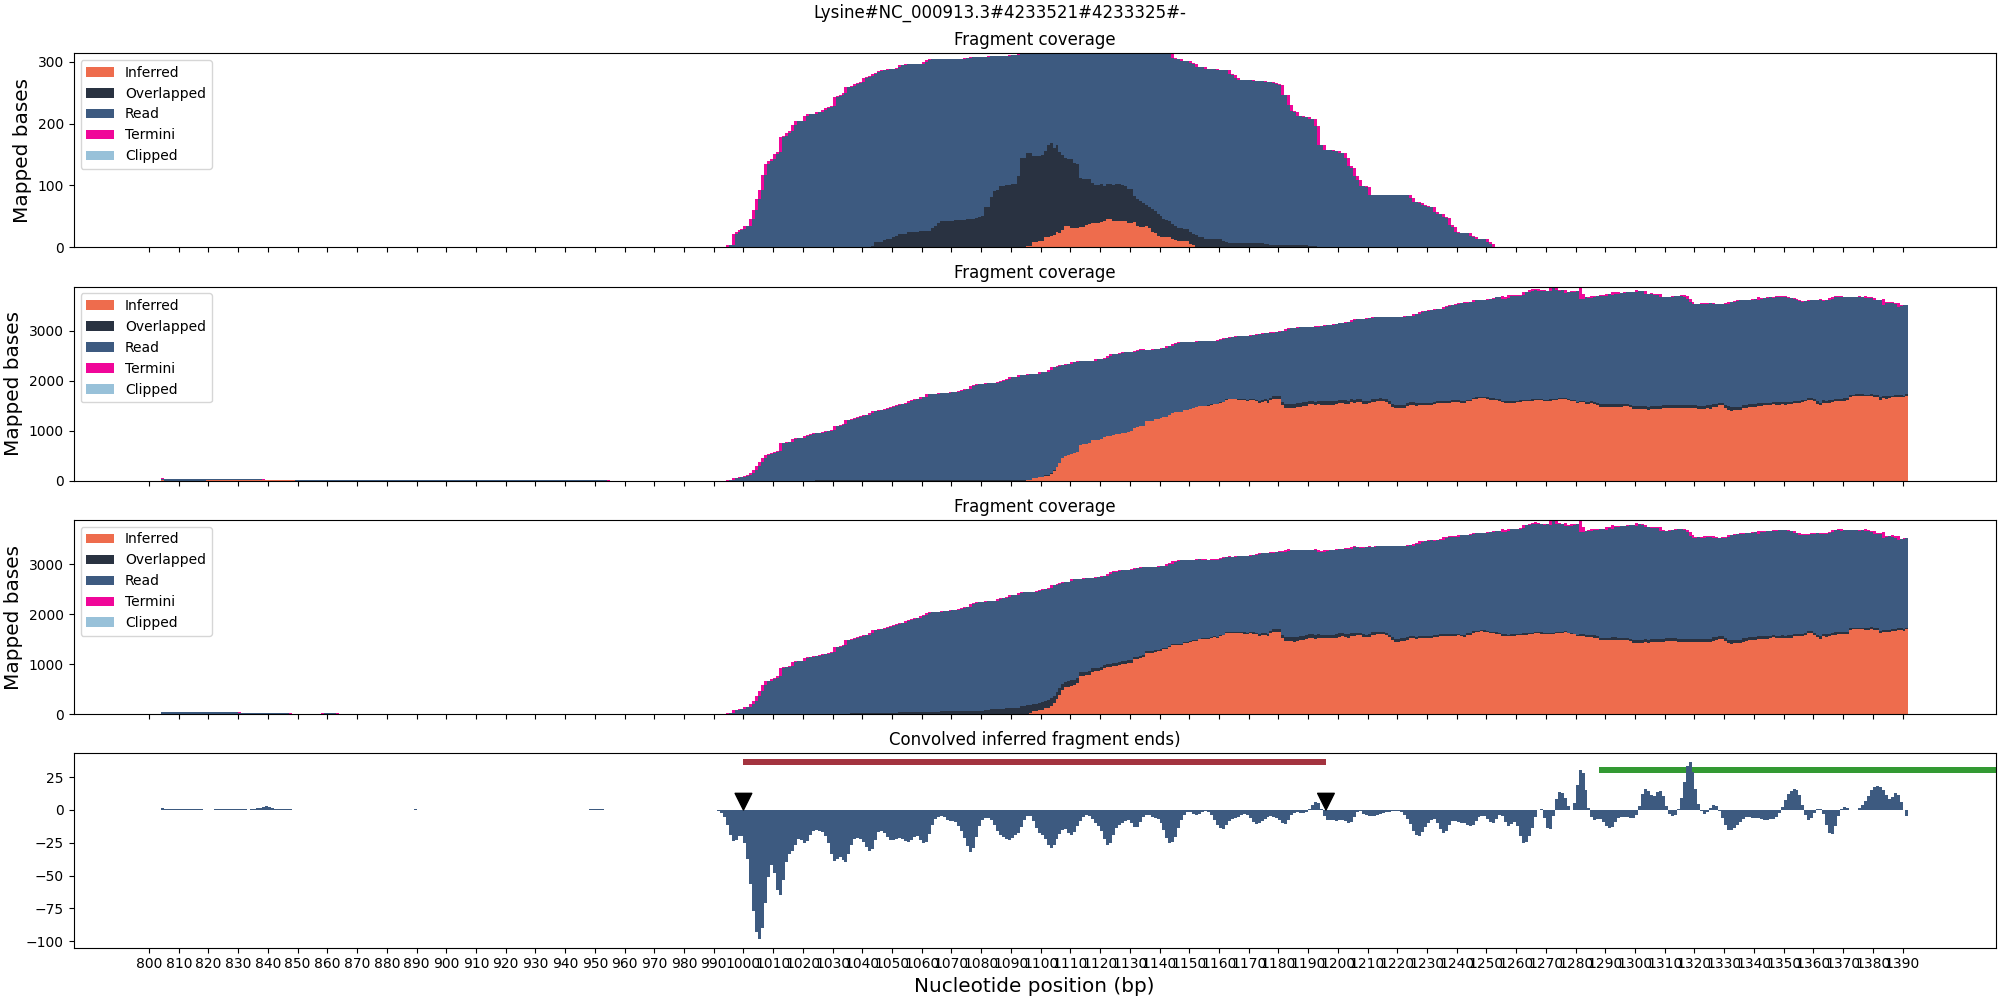 Lysine#NC_000913.3#4233521#4233325#-
Fragment coverage
Mapped bases
300
200
100
0
Inferred
Overlapped
Read
Termini
Clipped
Fragment coverage
Mapped bases
3000
2000
1000
0
Inferred
Overlapped
Read
Termini
Clipped
Fragment coverage
Mapped bases
3000
2000
1000
0
Inferred
Overlapped
Read
Termini
Clipped
Convolved inferred fragment ends)
25
0
−25
−50
−75
−100
800 810 820 830 840 850 860 870 880 890 900 910 920 930 940 950 960 970 980 990 1000 1010 1020 1030 1040 1050 1060 1070 1080 1090 1100 1110 1120 1130 1140 1150 1160 1170 1180 1190 1200 1210 1220 1230 1240 1250 1260 1270 1280 1290 1300 1310 1320 1330 1340 1350 1360 1370 1380 1390
Nucleotide position (bp)